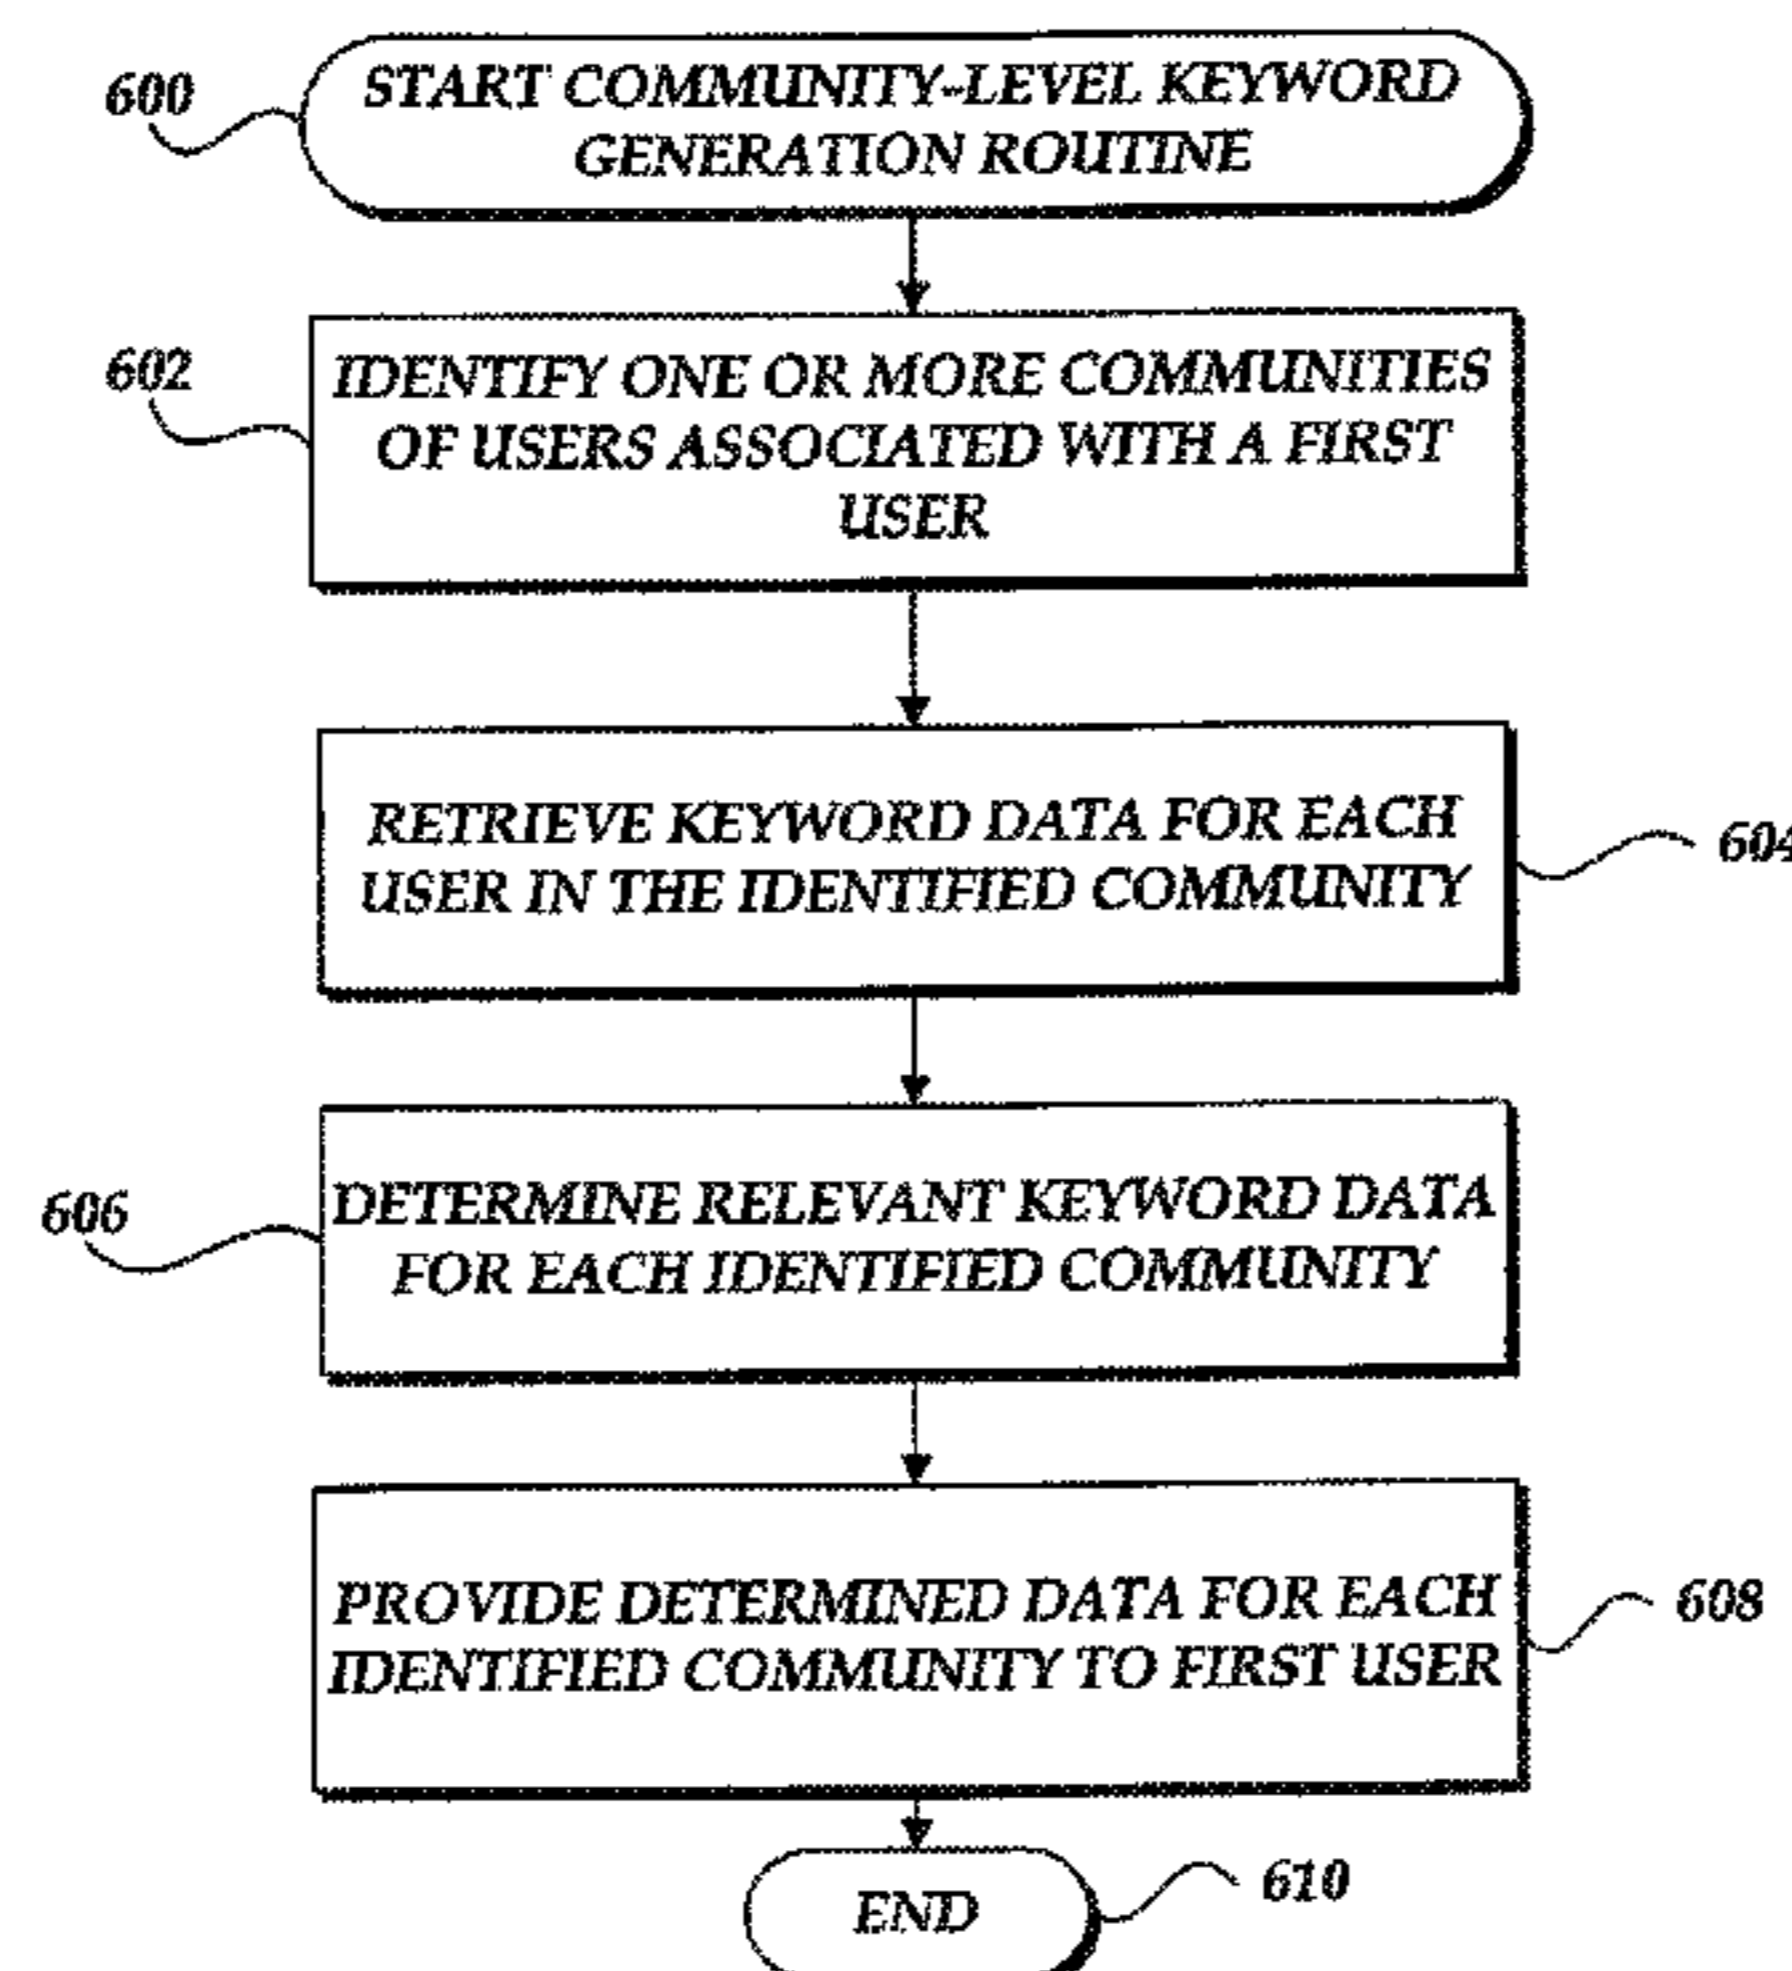 600
START COMMUNITY-LEVEL KEYWORD
GENERATION ROUTINE
602
IDENTIFY ONE OR MORE COMMUNITIES
OF USERS ASSOCIATED WITH A FIRST
USER
RETRIEVE KEYWORD DATA FOR EACH
USER IN THE IDENTIFIED COMMUNITY
604
606
DETERMINE RELEVANT KEYWORD DATA
FOR EACH IDENTIFIED COMMUNITY
PROVIDE DETERMINED DATA FOR EACH
IDENTIFIED COMMUNITY TO FIRST USER
608
END
610